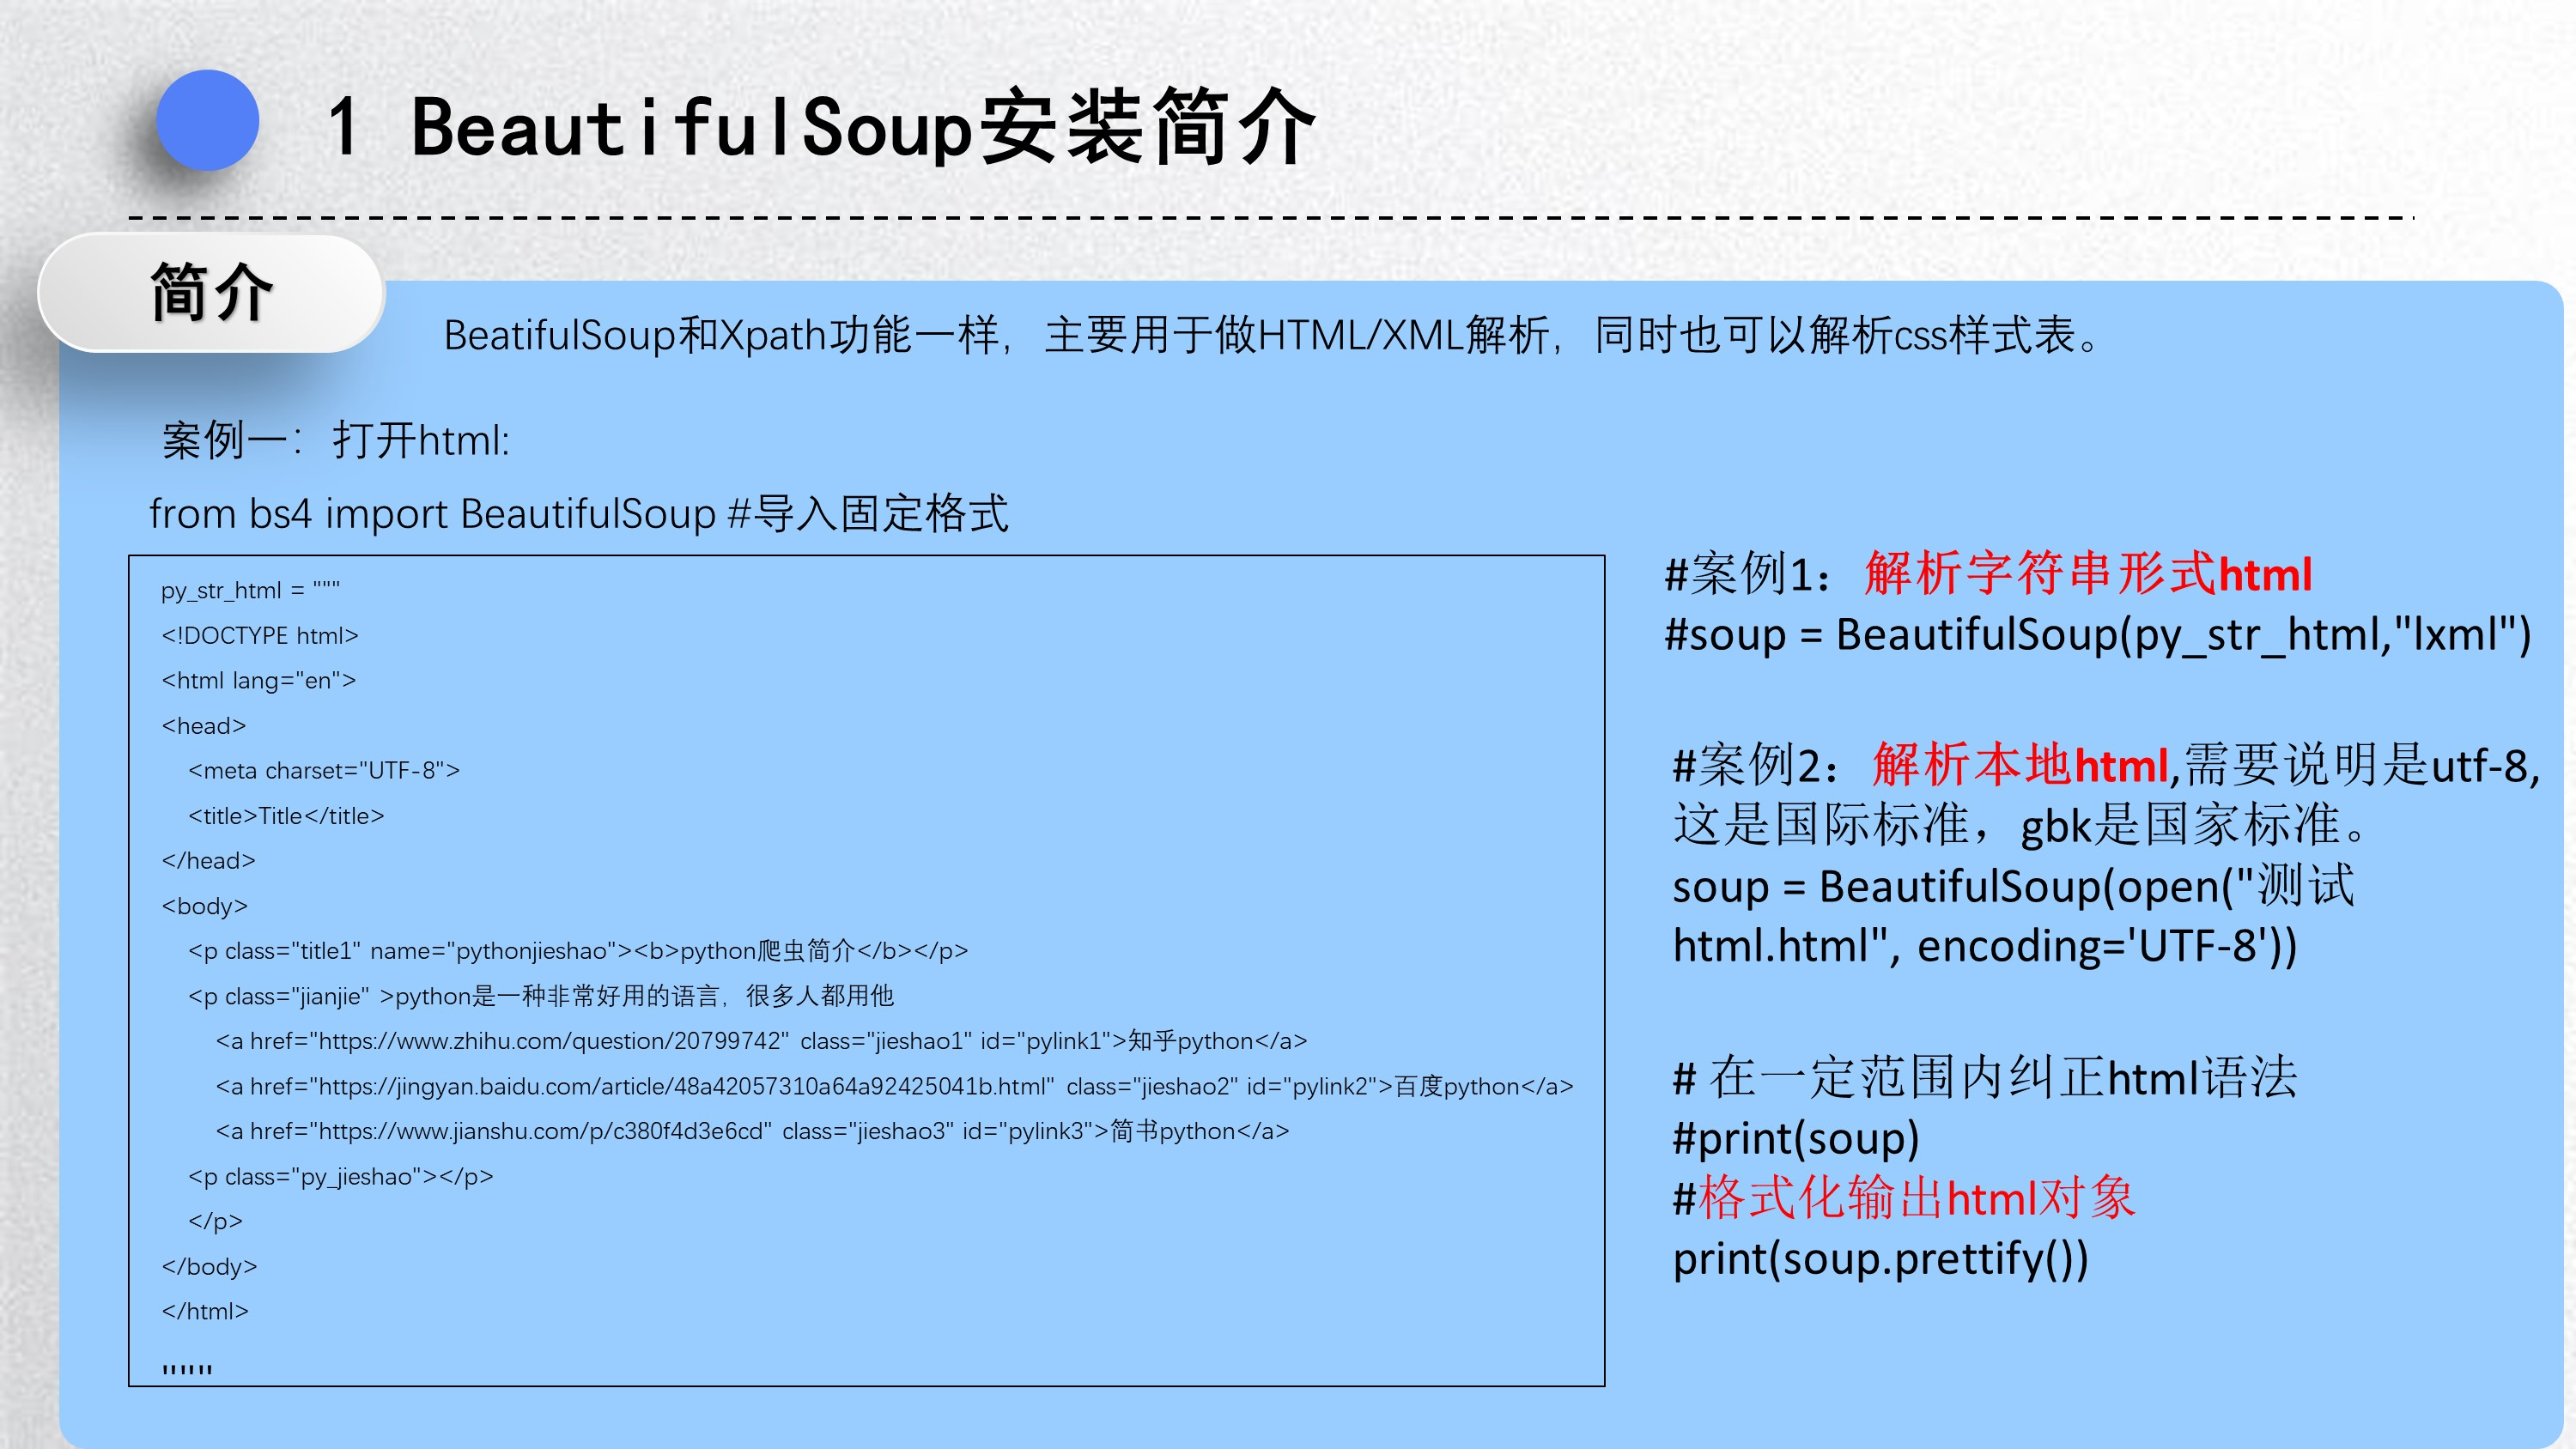 1 BeautifulSoup安装简介
简介
BeatifulSoup和Xpath功能一样，主要用于做HTML/XML解析，同时也可以解析css样式表。
案例一：打开html:
from bs4 import BeautifulSoup #导入固定格式
py_str_html = """
<!DOCTYPE html>
<html lang="en">
<head>
<meta charset="UTF-8">
<title>Title</title>
</head>
<body>
<p class="title1" name="pythonjieshao"><b>python爬虫简介</b></p>
<p class="jianjie" >python是一种非常好用的语言，很多人都用他
<a href="https://www.zhihu.com/question/20799742" class="jieshao1" id="pylink1">知乎python</a>
<a href="https://jingyan.baidu.com/article/48a42057310a64a92425041b.html" class="jieshao2" id="pylink2">百度python</a>
<a href="https://www.jianshu.com/p/c380f4d3e6cd" class="jieshao3" id="pylink3">简书python</a>
<p class="py_jieshao"></p>
</p>
</body>
</html>
"""
#案例1：解析字符串形式html
#soup = BeautifulSoup(py_str_html,"lxml")
#案例2：解析本地html,需要说明是utf-8,
这是国际标准，gbk是国家标准。
soup = BeautifulSoup(open("测试
html.html", encoding='UTF-8'))
# 在一定范围内纠正html语法
#print(soup)
#格式化输出html对象
print(soup.prettify())